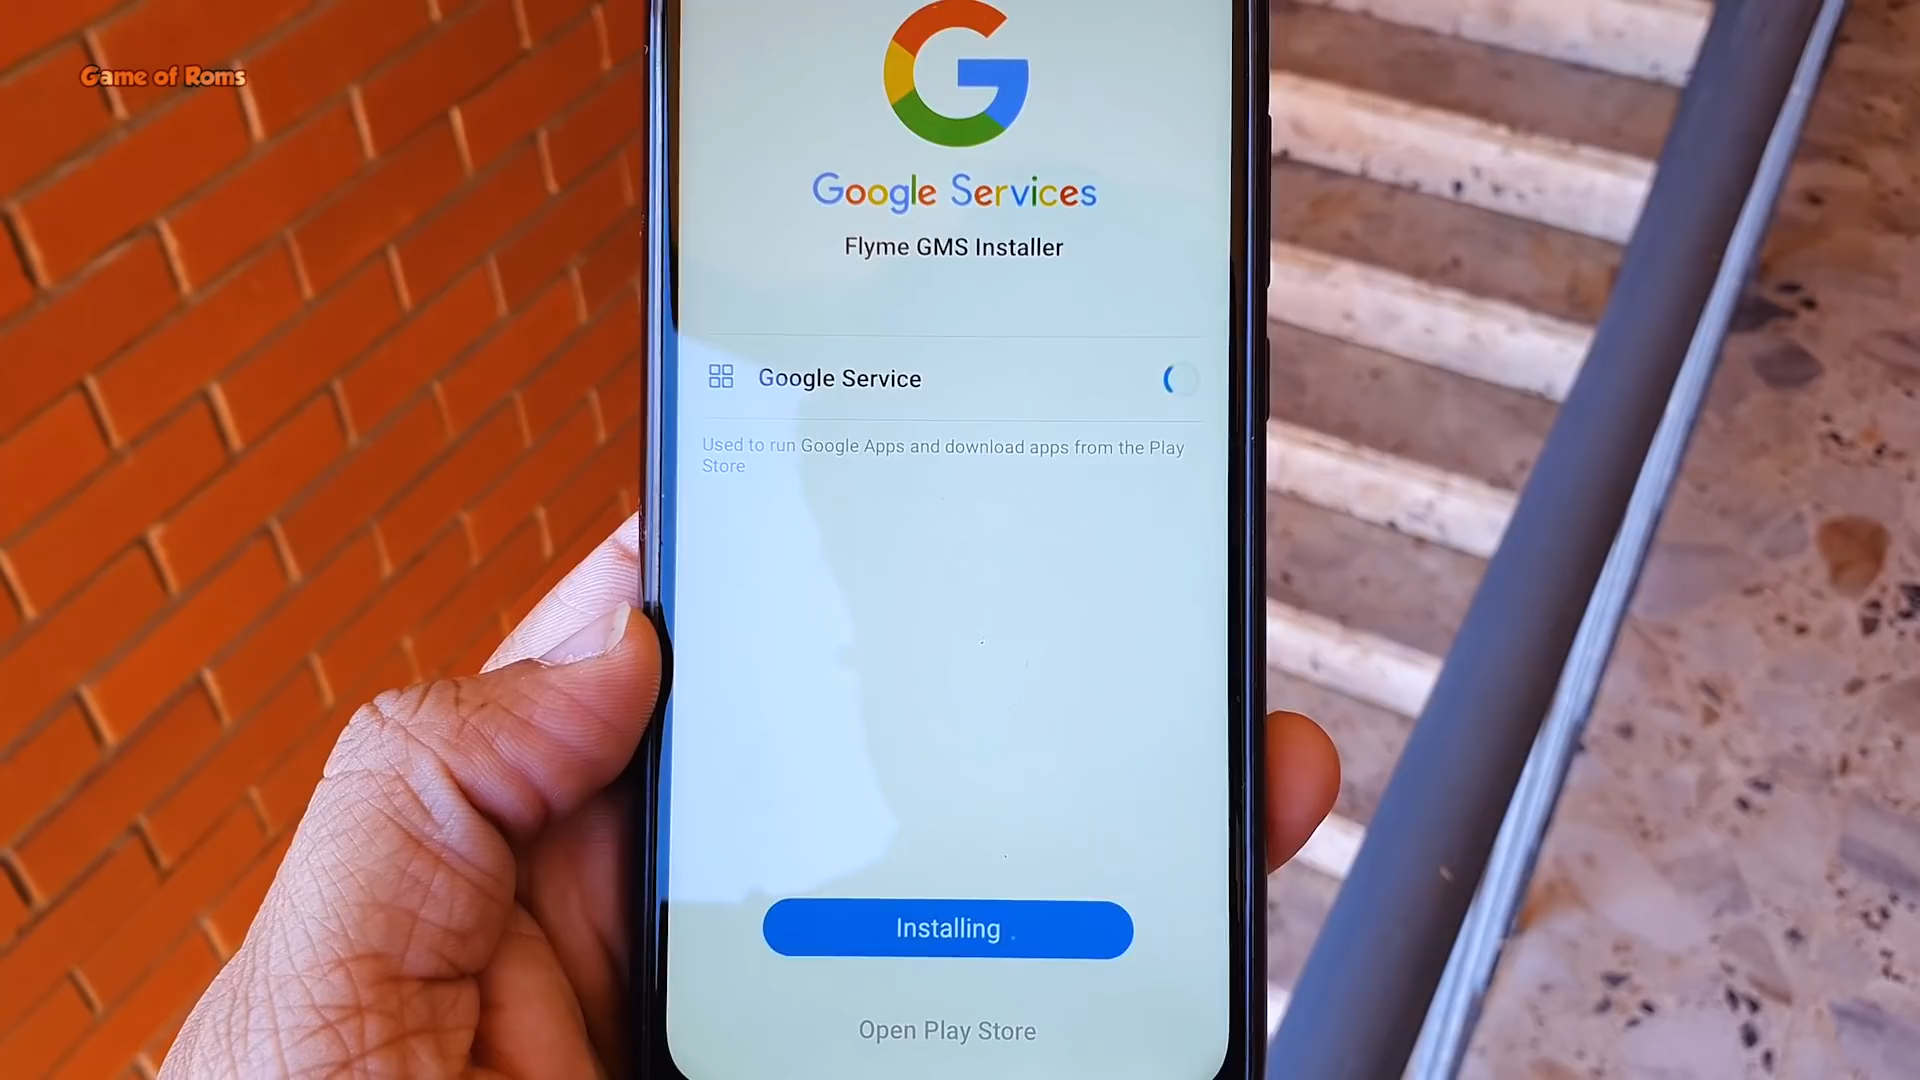 Game of Roms
Google Services
Flyme GMS Installer
Google Service
Used to run Google Apps and download apps from the Play
Store
Installing .
Open Play Store